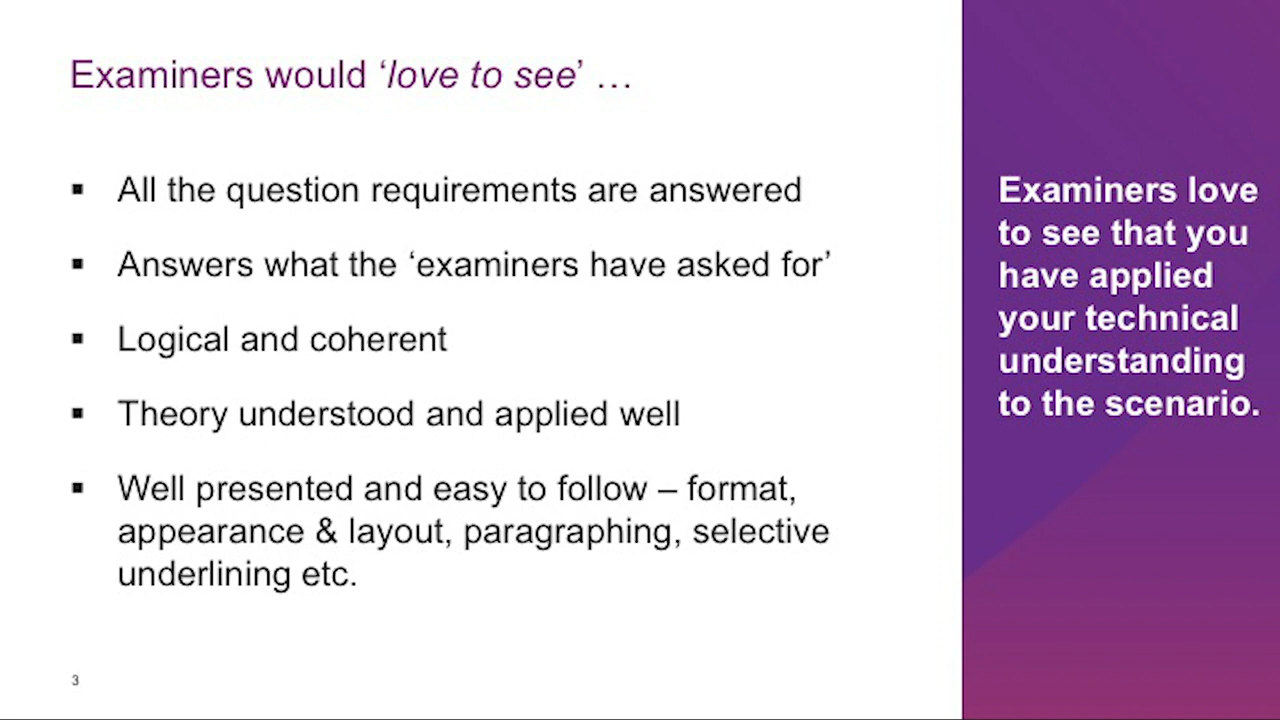 Examiners would ‘love to see’ …
▪ All the question requirements are answered
▪ Answers what the ‘examiners have asked for’
▪ Logical and coherent
▪ Theory understood and applied well
▪ Well presented and easy to follow – format,
appearance & layout, paragraphing, selective
underlining etc.
Examiners love
to see that you
have applied
your technical
understanding
to the scenario.
3